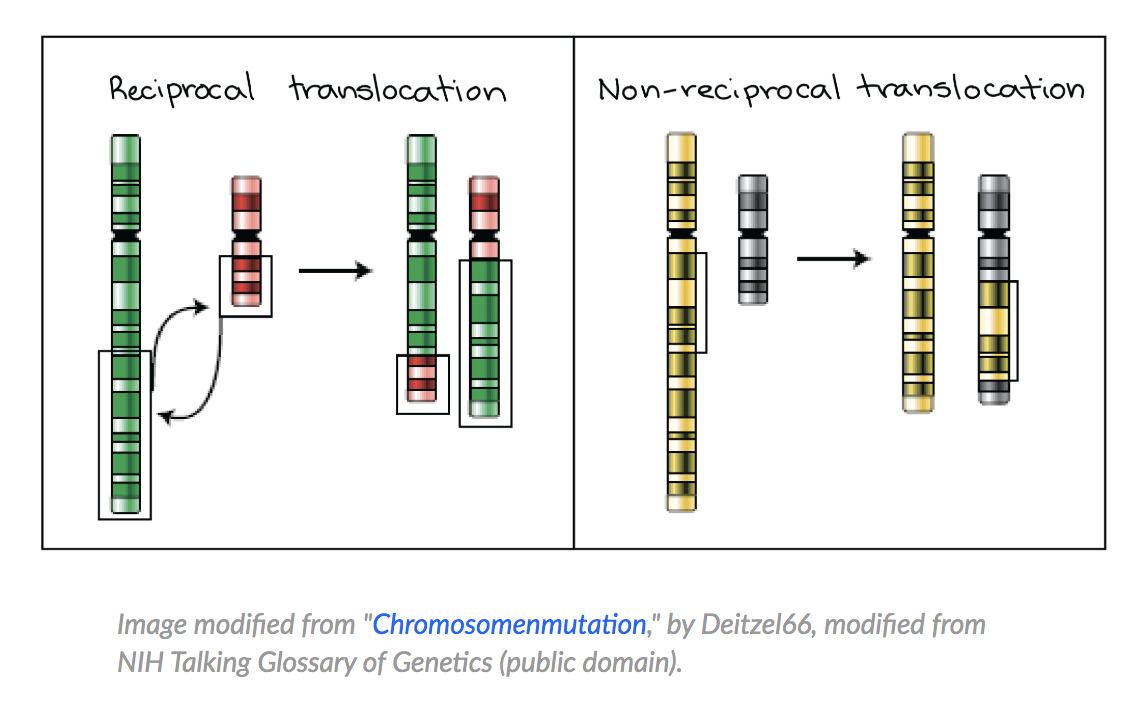 Reciprocal translocation
Non-reciprocal translocation
Image modified from "Chromosomenmutation," by Deitzel66, modified from
NIH Talking Glossary of Genetics (public domain).